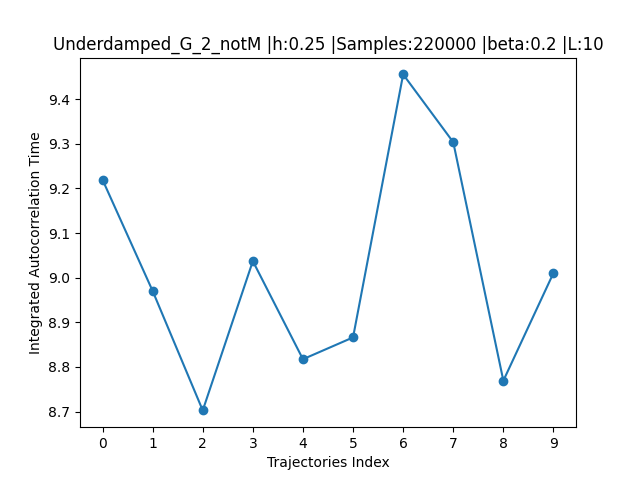 Underdamped_G_2_notM |h:0.25 |Samples:220000 |beta:0.2 |L:10
Integrated Autocorrelation Time
9.4
9.3
9.2
9.1
9.0
8.9
8.8
8.7
0 1 2 3 4 5 6 7 8 9
Trajectories Index